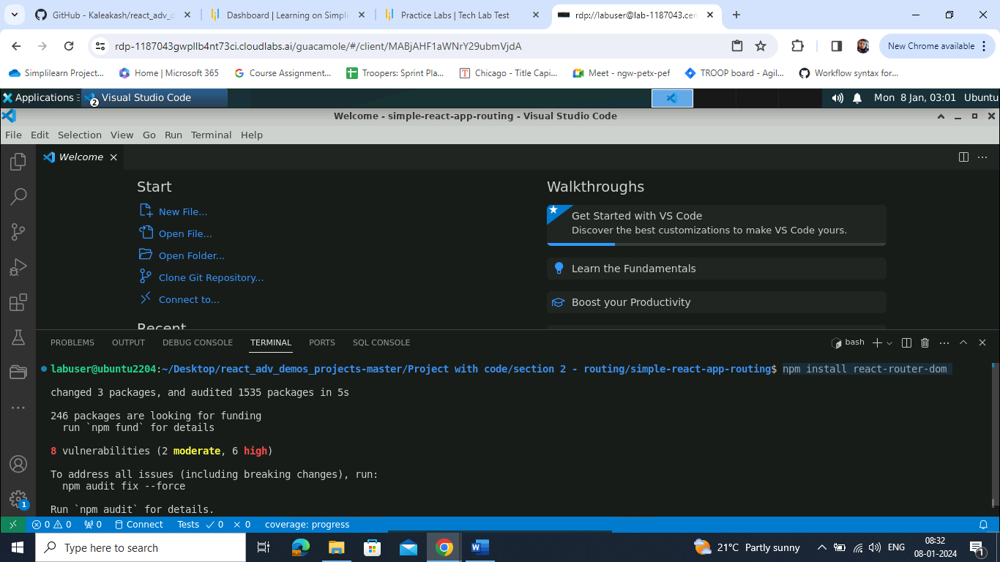 GitHub - Kaleakash/react_adv_d
Dashboard | Learning on Simpli
Practice Labs | Tech Lab Test
rdp://labuser@lab-1187043.cen
rdp-1187043gwpllb4nt73ci.cloudlabs.ai/guacamole/#/client/MABjAHF1aWNrY29ubmVjdA
New Chrome available
Simplilearn Project...
Home | Microsoft 365
Course Assignment...
Troopers: Sprint Pla...
Chicago - Title Capi...
Meet - ngw-petx-pef
TROOP board - Agil...
Workflow syntax for...
Applications
2
Visual Studio Code
Mon 8 Jan, 03:01 Ubuntu
Welcome - simple-react-app-routing - Visual Studio Code
File Edit Selection View Go Run Terminal Help
Welcome
Start
New File...
Open File...
Open Folder...
Clone Git Repository...
Connect to...
Recent
Walkthroughs
Get Started with VS Code
Discover the best customizations to make VS Code yours.
Learn the Fundamentals
Boost your Productivity
PROBLEMS OUTPUT DEBUG CONSOLE TERMINAL PORTS SQL CONSOLE
bash
labuser@ubuntu2204:~/Desktop/react_adv_demos_projects-master/Project with code/section 2 - routing/simple-react-app-routing$ npm install react-router-dom
changed 3 packages, and audited 1535 packages in 5s
246 packages are looking for funding
run `npm fund` for details
8 vulnerabilities (2 moderate, 6 high)
To address all issues (including breaking changes), run:
npm audit fix --force
Run `npm audit` for details.
1
0 0 0 Connect Tests 0 0 coverage: progress
Type here to search
21°C Partly sunny
ENG
08:32
08-01-2024
1